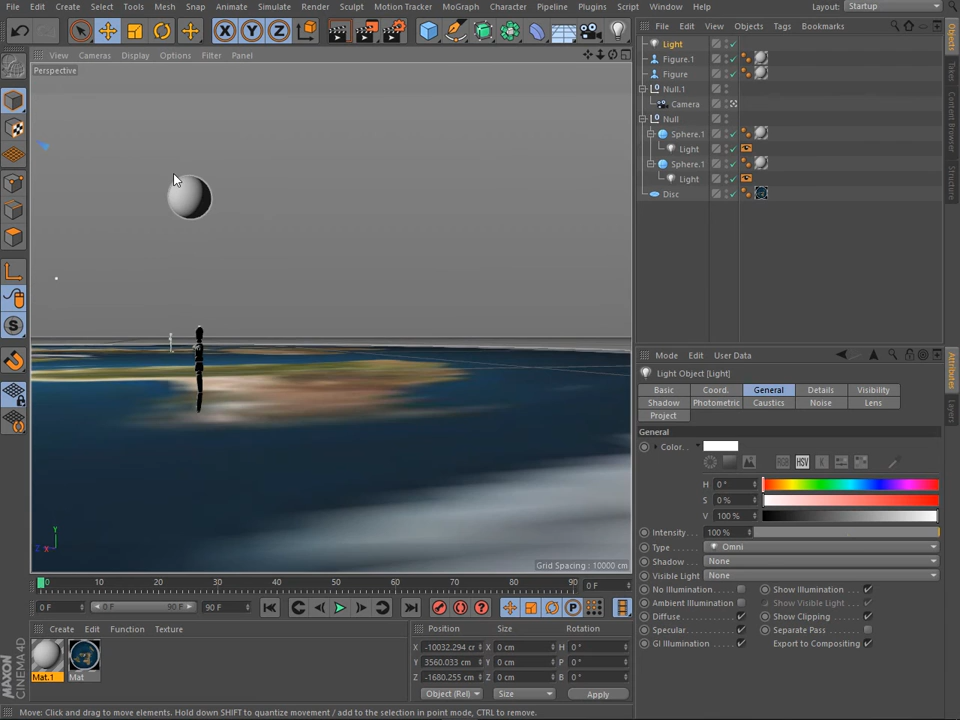 File Edit Create Select Tools Mesh Snap Animate Simulate Render Sculpt Motion Tracker MoGraph Character Pipeline Plugins Script Window Help Layout: Startup
X Y Z
File Edit View Objects Tags Bookmarks
View Cameras Display Options Filter Panel
Perspective
Light
Figure.1
Figure
Null.1
Camera
Null
Sphere.1
Light
Sphere.1
Light
Disc
Objects
Takes
Content Browser
Structure
Mode Edit User Data
Light Object [Light]
Basic Coord. General Details Visibility
Shadow Photometric Caustics Noise Lens
Project
General
Color. . .
HSV
H 0 °
S 0 %
V 100 %
Intensity. 100 %
Type Omni
Shadow None
Visible Light None
No Illumination Show Illumination
Ambient Illumination Show Visible Light
Diffuse Show Clipping
Specular Separate Pass
GI Illumination Export to Compositing
Attributes
Layers
Y
Z X
Grid Spacing : 10000 cm
0 10 20 30 40 50 60 70 80 90 0 F
0 F 0 F 90 F 90 F
Create Edit Function Texture
Mat.1 Mat
Position Size Rotation
X -10032.294 cm X 0 cm H 0 °
Y 3560.033 cm Y 0 cm P 0 °
Z -1680.255 cm Z 0 cm B 0 °
Object (Rel) Size Apply
MAXON
CINEMA 4D
Move: Click and drag to move elements. Hold down SHIFT to quantize movement / add to the selection in point mode, CTRL to remove.